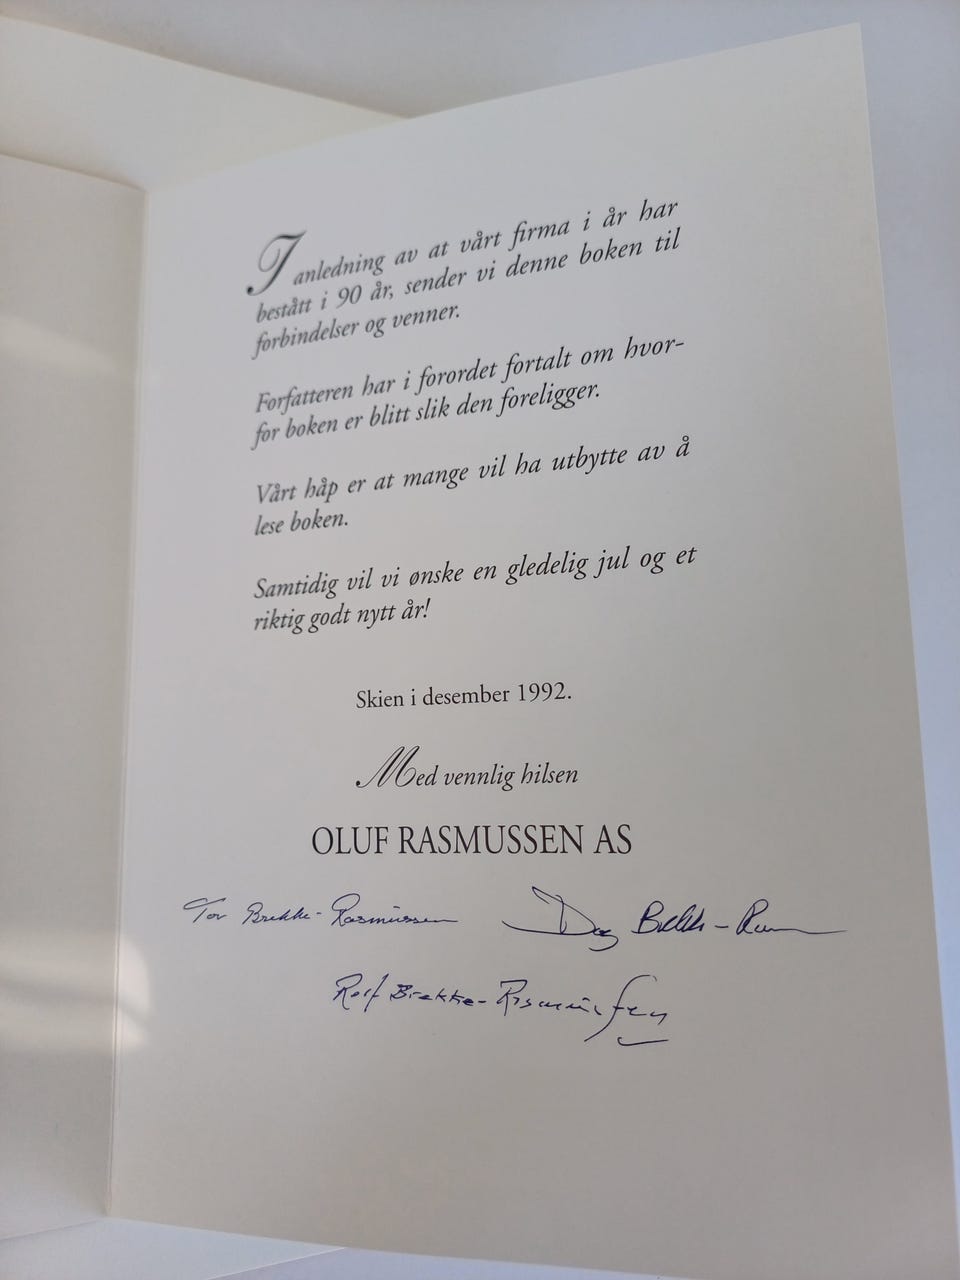 I anledning av at vårt firma i år har
bestått i 90 år, sender vi denne boken til
forbindelser og venner.
Forfatteren har i forordet fortalt om hvor-
for boken er blitt slik den foreligger.
Vårt håp er at mange vil ha utbytte av å
lese boken.
Samtidig vil vi ønske en gledelig jul og et
riktig godt nytt år!
Skien i desember 1992.
Med vennlig hilsen
OLUF RASMUSSEN AS
Tor Brekke-Rasmussen Dag Brekke-
Rolf Brekke-Rasmussen